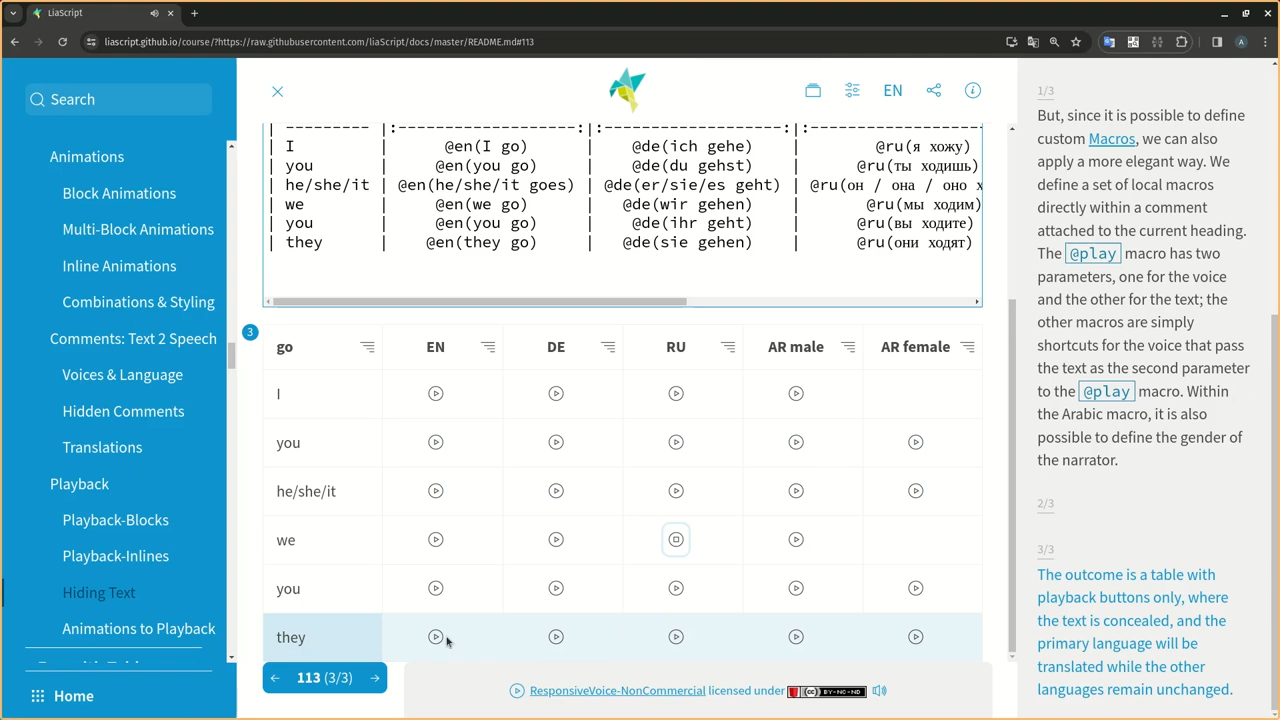 LiaScript
liascript.github.io/course/?https://raw.githubusercontent.com/liaScript/docs/master/README.md#113
A
Search
Animations
Block Animations
Multi-Block Animations
Inline Animations
Combinations & Styling
Comments: Text 2 Speech
Voices & Language
Hidden Comments
Translations
Playback
Playback-Blocks
Playback-Inlines
Hiding Text
Animations to Playback
Home
EN
| --------- |:------------------:|:------------------:|:-----------------
| I | @en(I go) | @de(ich gehe) | @ru(я хожу)
| you | @en(you go) | @de(du gehst) | @ru(ты ходишь)
| he/she/it | @en(he/she/it goes) | @de(er/sie/es geht) | @ru(он / она / оно х
| we | @en(we go) | @de(wir gehen) | @ru(мы ходим)
| you | @en(you go) | @de(ihr geht) | @ru(вы ходите)
| they | @en(they go) | @de(sie gehen) | @ru(они ходят)
3
go EN DE RU AR male AR female
I
you
he/she/it
we
you
they
113 (3/3)
ResponsiveVoice-NonCommercial licensed under
cc BY-NC-ND
1/3
But, since it is possible to define
custom Macros, we can also
apply a more elegant way. We
define a set of local macros
directly within a comment
attached to the current heading.
The @play macro has two
parameters, one for the voice
and the other for the text; the
other macros are simply
shortcuts for the voice that pass
the text as the second parameter
to the @play macro. Within
the Arabic macro, it is also
possible to define the gender of
the narrator.
2/3
3/3
The outcome is a table with
playback buttons only, where
the text is concealed, and the
primary language will be
translated while the other
languages remain unchanged.